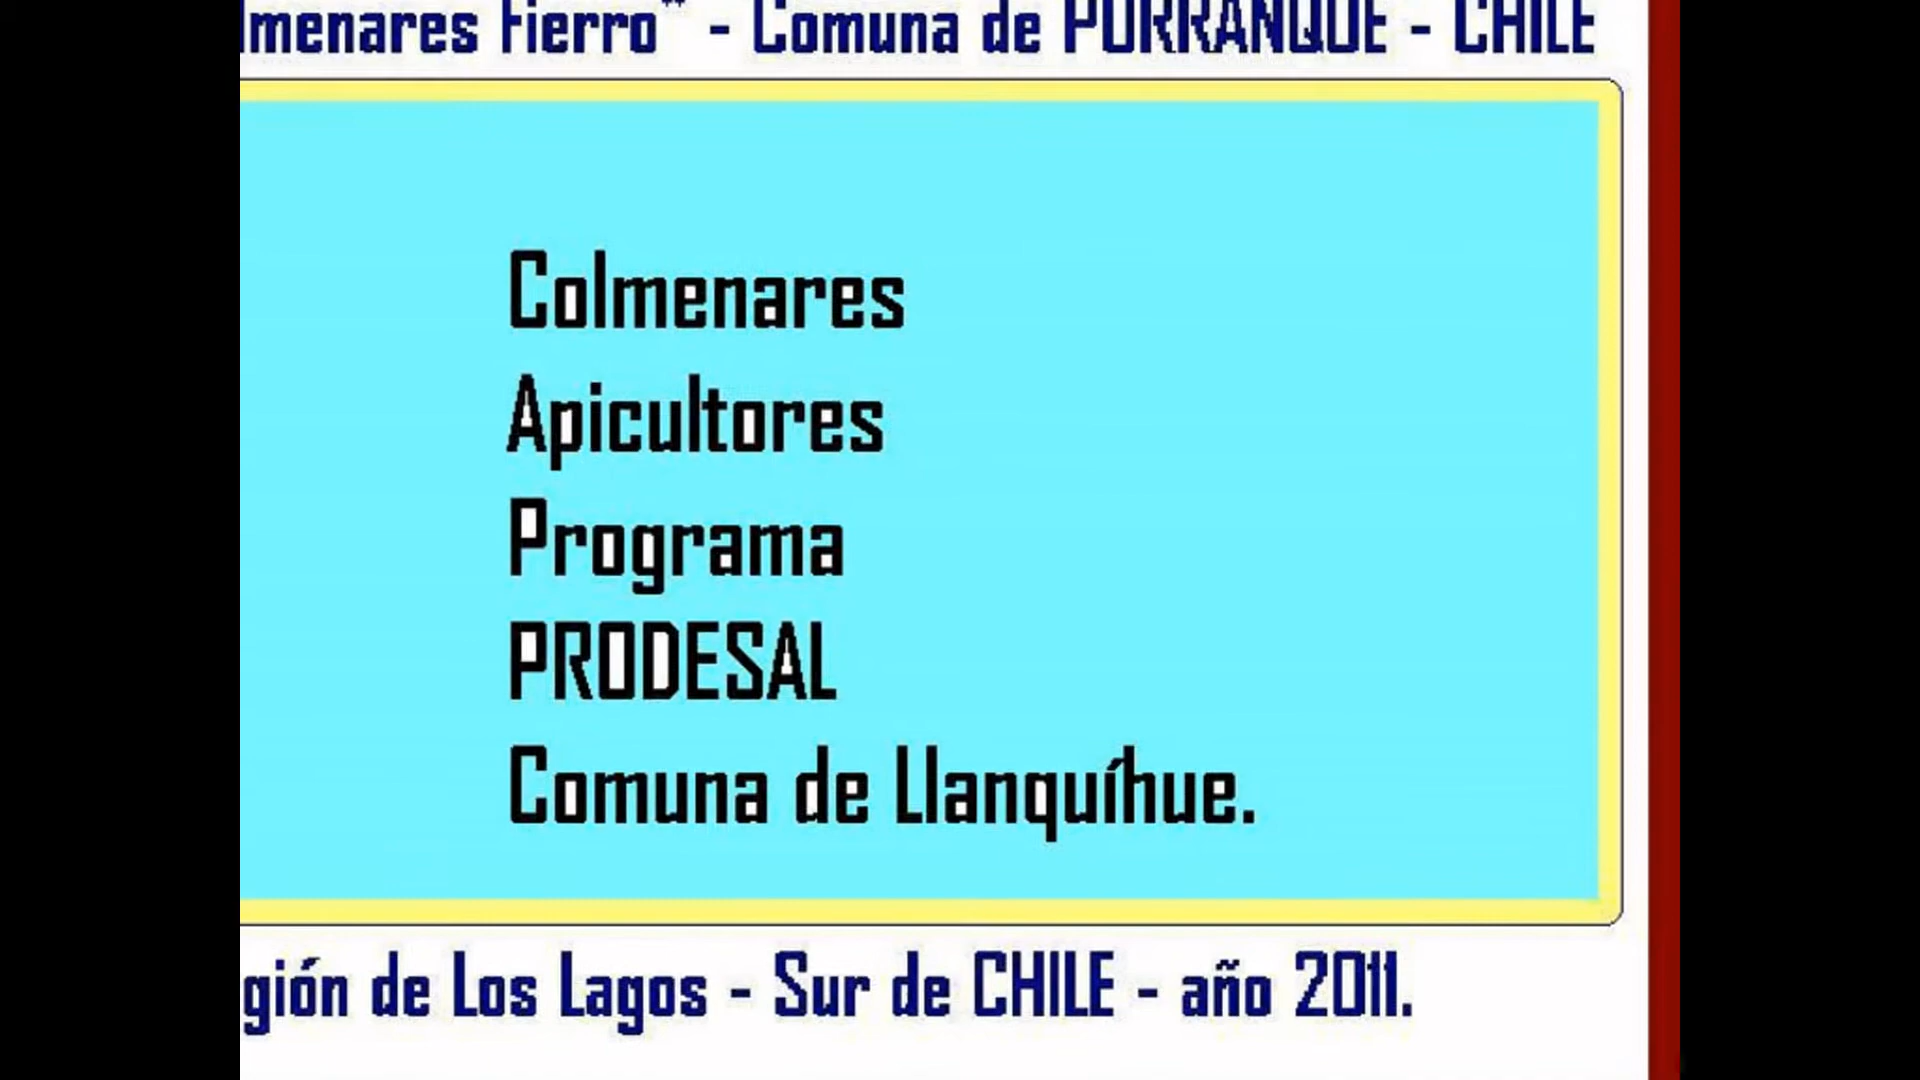 lmenares Fierro" - Comuna de PURRANQUE - CHILE
Colmenares
Apicultores
Programa
PRODESAL
Comuna de Llanquíhue.
gión de Los Lagos - Sur de CHILE - año 2011.